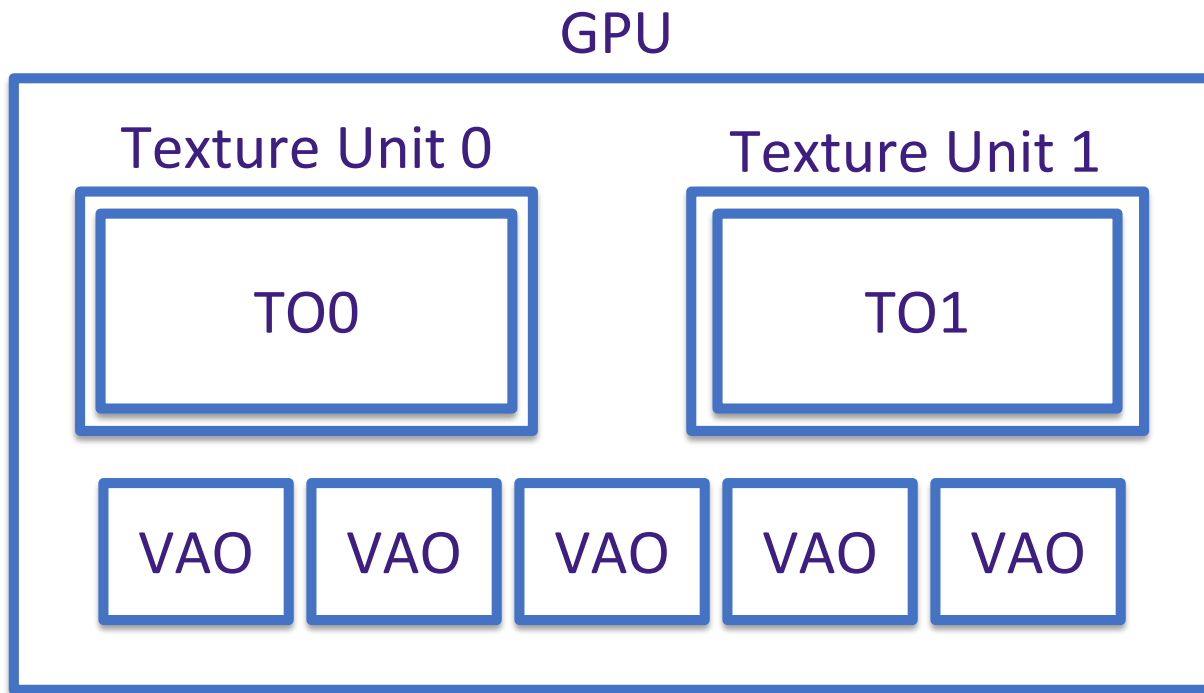 GPU
Texture Unit 0
Texture Unit 1
TO0
TO1
VAO
VAO
VAO
VAO
VAO